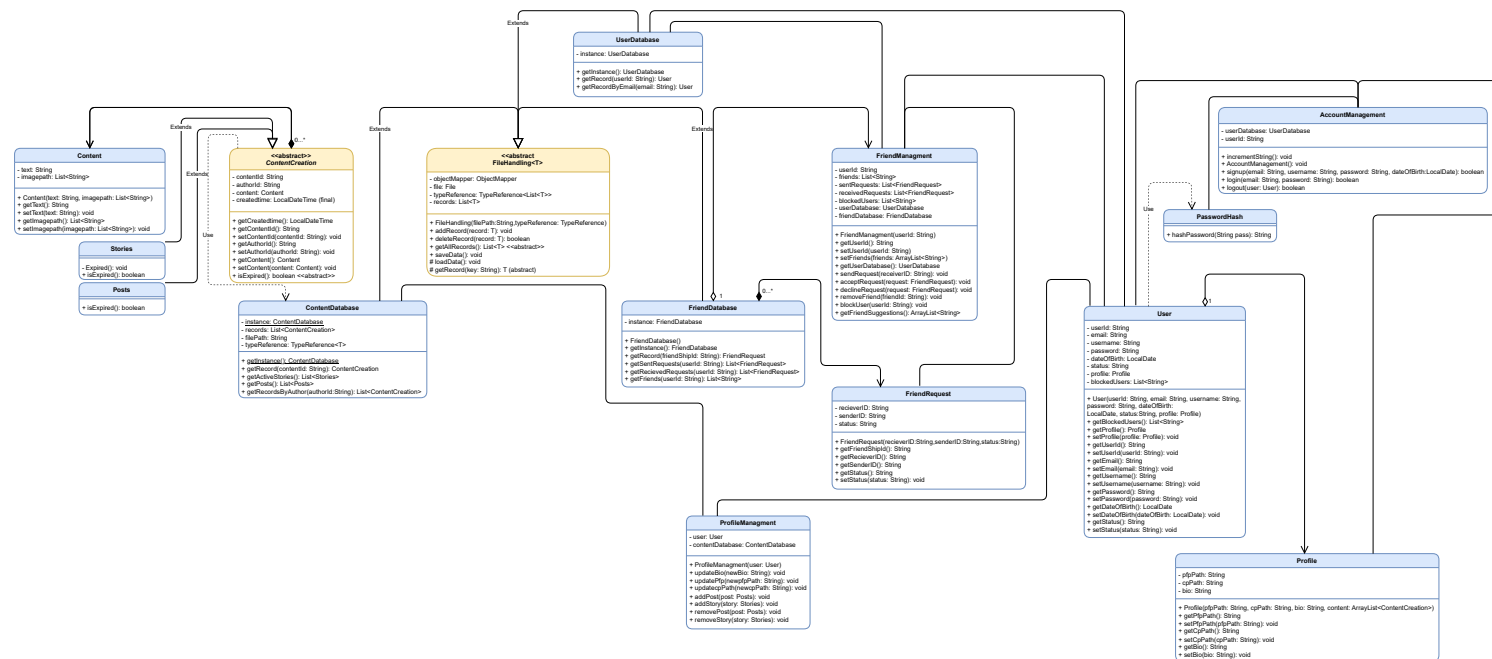 Extends
UserDatabase
- instance: UserDatabase
+ getInstance(): UserDatabase
+ getRecord(userId: String): User
+ getRecordByEmail(email: String): User
AccountManagement
- userDatabase: UserDatabase
- userId: String
+ incrementString(): void
+ AccountManagement(): void
+ signup(email: String, username: String, password: String, dateOfBirth:LocalDate): boolean
+ login(email: String, password: String): boolean
+ logout(user: User): boolean
Extends
Extends
Extends
Extends
0...*
Use
Content
- text: String
- imagepath: List<String>
+ Content(text: String, imagepath: List<String>)
+ getText(): String
+ setText(text: String): void
+ getImagepath(): List<String>
+ setImagepath(imagepath: List<String>): void
<<abstract>>
ContentCreation
- contentId: String
- authorId: String
- content: Content
- createdtime: LocalDateTime (final)
+ getCreatedtime(): LocalDateTime
+ getContentId(): String
+ setContentId(contentId: String): void
+ getAuthorId(): String
+ setAuthorId(authorId: String): void
+ getContent(): Content
+ setContent(content: Content): void
+ isExpired(): boolean <<abstract>>
<<abstract
FileHandling<T>
- objectMapper: ObjectMapper
- file: File
- typeReference: TypeReference<List<T>>
- records: List<T>
+ FileHandling(filePath:String,typeReference: TypeReference)
+ addRecord(record: T): void
+ deleteRecord(record: T): boolean
+ getAllRecords(): List<T> <<abstract>>
+ saveData(): void
# loadData(): void
# getRecord(key: String): T (abstract)
FriendManagment
- userId: String
- friends: List<String>
- sentRequests: List<FriendRequest>
- receivedRequests: List<FriendRequest>
- blockedUsers: List<String>
- userDatabase: UserDatabase
- friendDatabase: FriendDatabase
+ FriendManagment(userId: String)
+ getUserId(): String
+ setUserId(userId: String)
+ setFriends(friends: ArrayList<String>)
+ getUserDatabase(): UserDatabase
+ sendRequest(receiverID: String): void
+ acceptRequest(request: FriendRequest): void
+ declineRequest(request: FriendRequest): void
+ removeFriend(friendId: String): void
+ blockUser(userId: String): void
+ getFriendSuggestions(): ArrayList<String>
Use
PasswordHash
+ hashPassword(String pass): String
Stories
- Expired(): void
+ isExpired(): boolean
Posts
+ isExpired(): boolean
ContentDatabase
- instance: ContentDatabase
- records: List<ContentCreation>
- filePath: String
- typeReference: TypeReference<T>
+ getInstance(): ContentDatabase
+ getRecord(contentId: String): ContentCreation
+ getActiveStories(): List<Stories>
+ getPosts(): List<Posts>
+ getRecordsByAuthor(authorId:String): List<ContentCreation>
1
0...*
FriendDatabase
- instance: FriendDatabase
+ FriendDatabase()
+ getInstance(): FriendDatabase
+ getRecord(friendShipId: String): FriendRequest
+ getSentRequests(userId: String): List<FriendRequest>
+ getRecievedRequests(userId: String): List<FriendRequest>
+ getFriends(userId: String): List<String>
1
User
- userId: String
- email: String
- username: String
- password: String
- dateOfBirth: LocalDate
- status: String
- profile: Profile
- blockedUsers: List<String>
+ User(userId: String, email: String, username: String,
password: String, dateOfBirth:
LocalDate, status:String, profile: Profile)
+ getBlockedUsers(): List<String>
+ getProfile(): Profile
+ setProfile(profile: Profile): void
+ getUserId(): String
+ setUserId(userId: String): void
+ getEmail(): String
+ setEmail(email: String): void
+ getUsername(): String
+ setUsername(username: String): void
+ getPassword(): String
+ setPassword(password: String): void
+ getDateOfBirth(): LocalDate
+ setDateOfBirth(dateOfBirth: LocalDate): void
+ getStatus(): String
+ setStatus(status: String): void
FriendRequest
- recieverID: String
- senderID: String
- status: String
+ FriendRequest(recieverID:String,senderID:String,status:String)
+ getFriendShipId(): String
+ getRecieverID(): String
+ getSenderID(): String
+ getStatus(): String
+ setStatus(status: String): void
ProfileManagment
- user: User
- contentDatabase: ContentDatabase
+ ProfileManagment(user: User)
+ updateBio(newBio: String): void
+ updatePfp(newpfpPath: String): void
+ updatecpPath(newcpPath: String): void
+ addPost(post: Posts): void
+ addStory(story: Stories): void
+ removePost(post: Posts): void
+ removeStory(story: Stories): void
Profile
- pfpPath: String
- cpPath: String
- bio: String
+ Profile(pfpPath: String, cpPath: String, bio: String, content: ArrayList<ContentCreation>)
+ getPfpPath(): String
+ setPfpPath(pfpPath: String): void
+ getCpPath(): String
+ setCpPath(cpPath: String): void
+ getBio(): String
+ setBio(bio: String): void